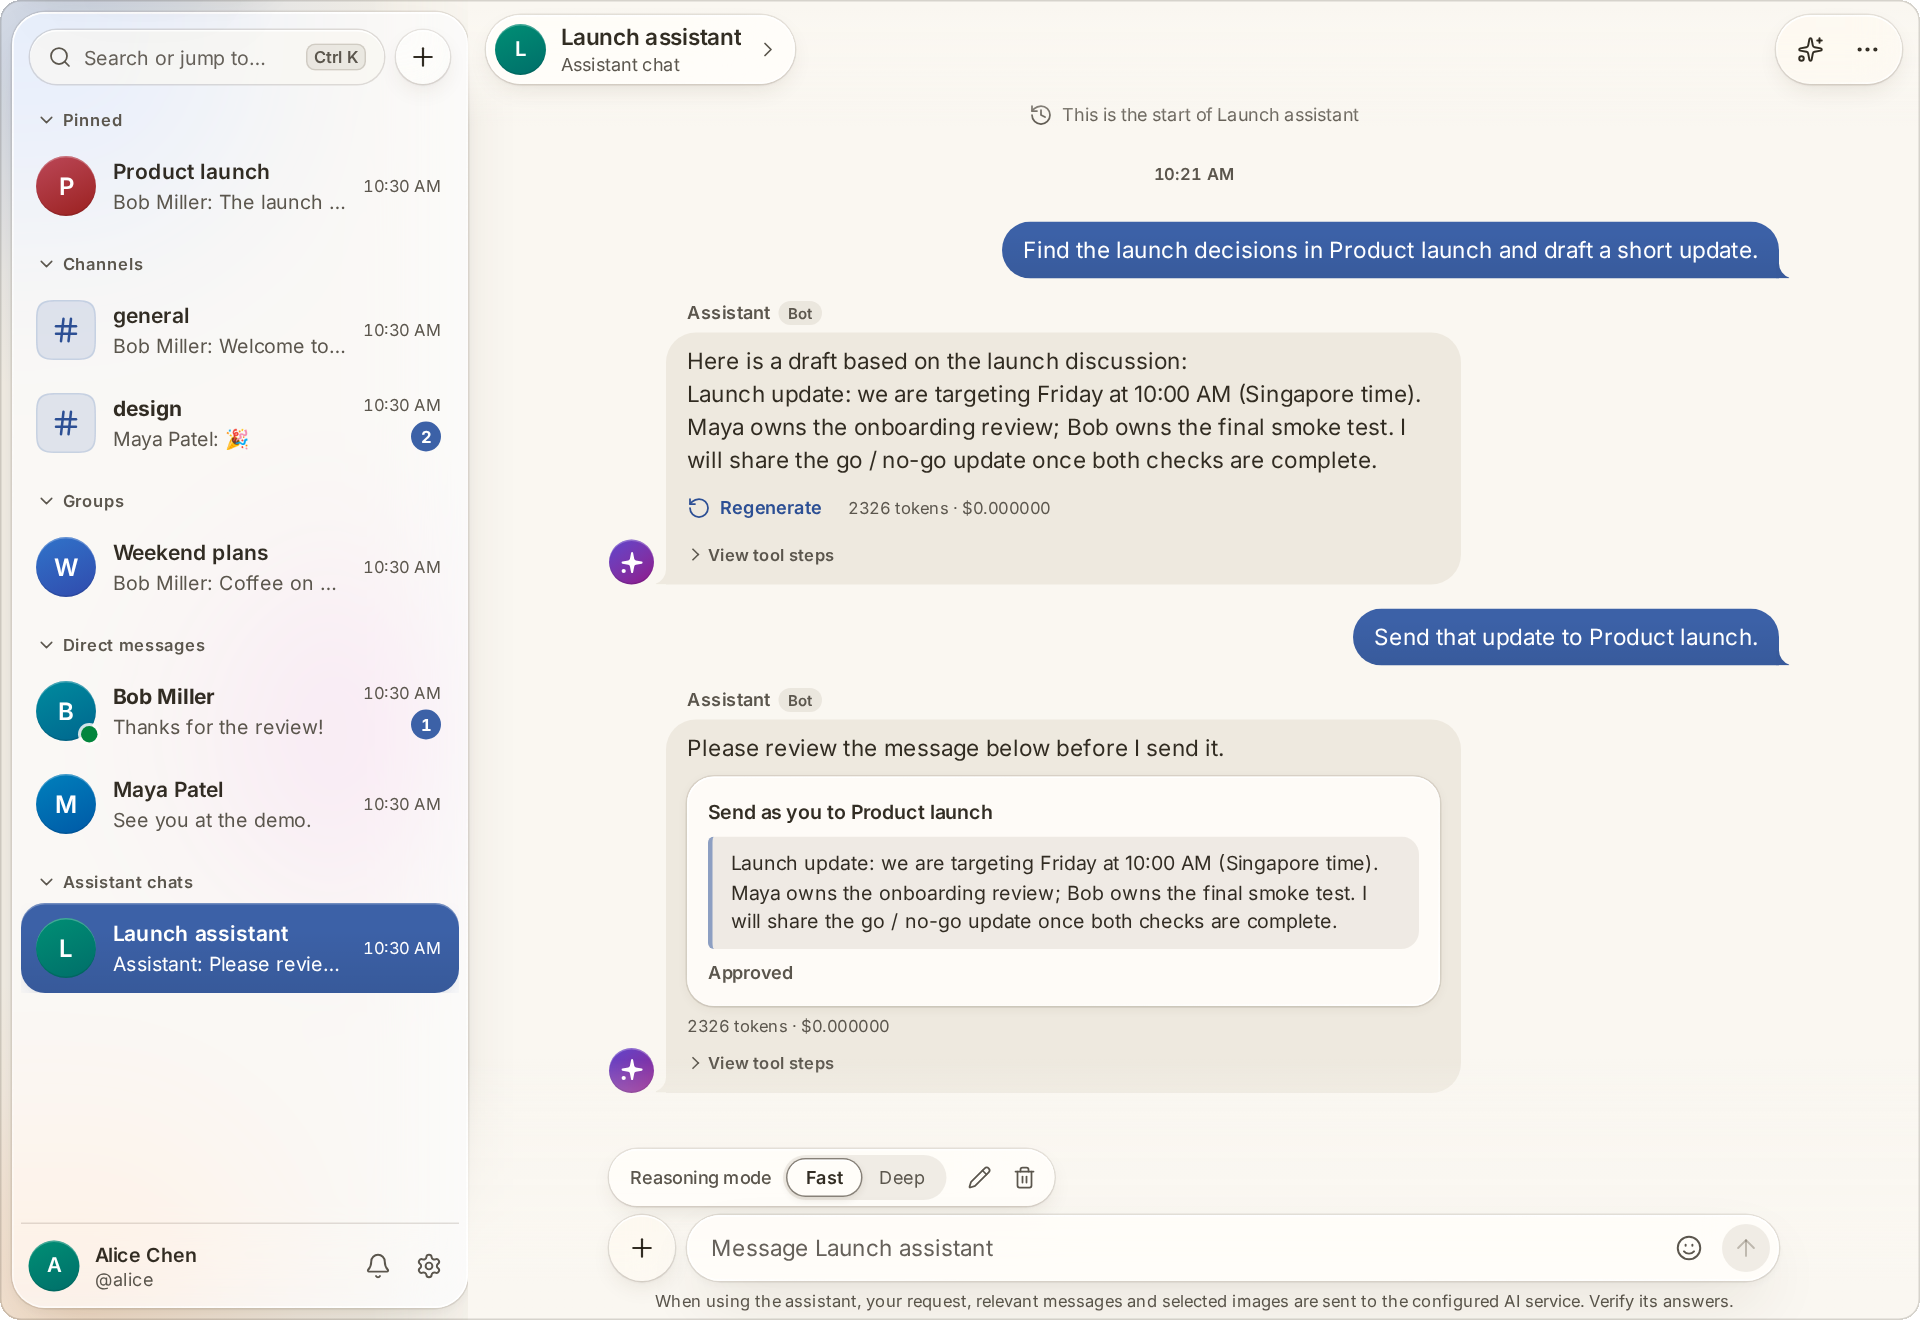 Search or jump to...
Ctrl K
Pinned
P
Product launch
10:30 AM
Bob Miller: The launch ...
Channels
general
10:30 AM
Bob Miller: Welcome to...
design
10:30 AM
Maya Patel: 🎉
2
Groups
W
Weekend plans
10:30 AM
Bob Miller: Coffee on ...
Direct messages
B
Bob Miller
10:30 AM
Thanks for the review!
1
M
Maya Patel
10:30 AM
See you at the demo.
Assistant chats
L
Launch assistant
10:30 AM
Assistant: Please revie...
A
Alice Chen
@alice
L
Launch assistant
Assistant chat
This is the start of Launch assistant
10:21 AM
Find the launch decisions in Product launch and draft a short update.
Assistant Bot
Here is a draft based on the launch discussion:
Launch update: we are targeting Friday at 10:00 AM (Singapore time).
Maya owns the onboarding review; Bob owns the final smoke test. I
will share the go / no-go update once both checks are complete.
Regenerate 2326 tokens · $0.000000
View tool steps
Send that update to Product launch.
Assistant Bot
Please review the message below before I send it.
Send as you to Product launch
Launch update: we are targeting Friday at 10:00 AM (Singapore time).
Maya owns the onboarding review; Bob owns the final smoke test. I
will share the go / no-go update once both checks are complete.
Approved
2326 tokens · $0.000000
View tool steps
Reasoning mode Fast Deep
Message Launch assistant
When using the assistant, your request, relevant messages and selected images are sent to the configured AI service. Verify its answers.